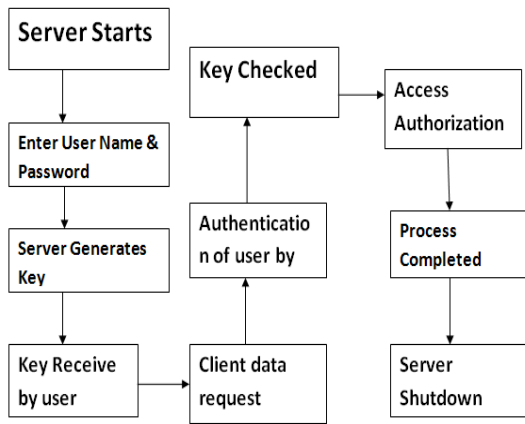 Server Starts
Enter User Name &
Password
Server Generates
Key
Key Receive
by user
Client data
request
Authenticatio
n of user by
Key Checked
Access
Authorization
Process
Completed
Server
Shutdown